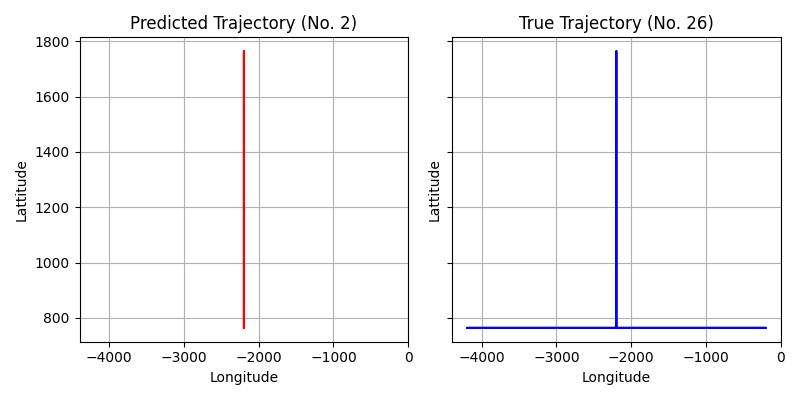 Predicted Trajectory (No. 2)
True Trajectory (No. 26)
1800
1600
1400
1200
1000
800
Lattitude
Lattitude
−4000 −3000 −2000 −1000 0
−4000 −3000 −2000 −1000 0
Longitude
Longitude